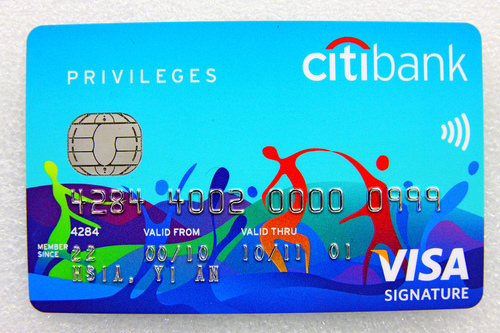 PRIVILEGES
citibank
4284 4002 0000 0999
4284 VALID FROM VALID THRU
MEMBER SINCE 22 00/10 10/11 01
HSIA, YI AN
VISA
SIGNATURE